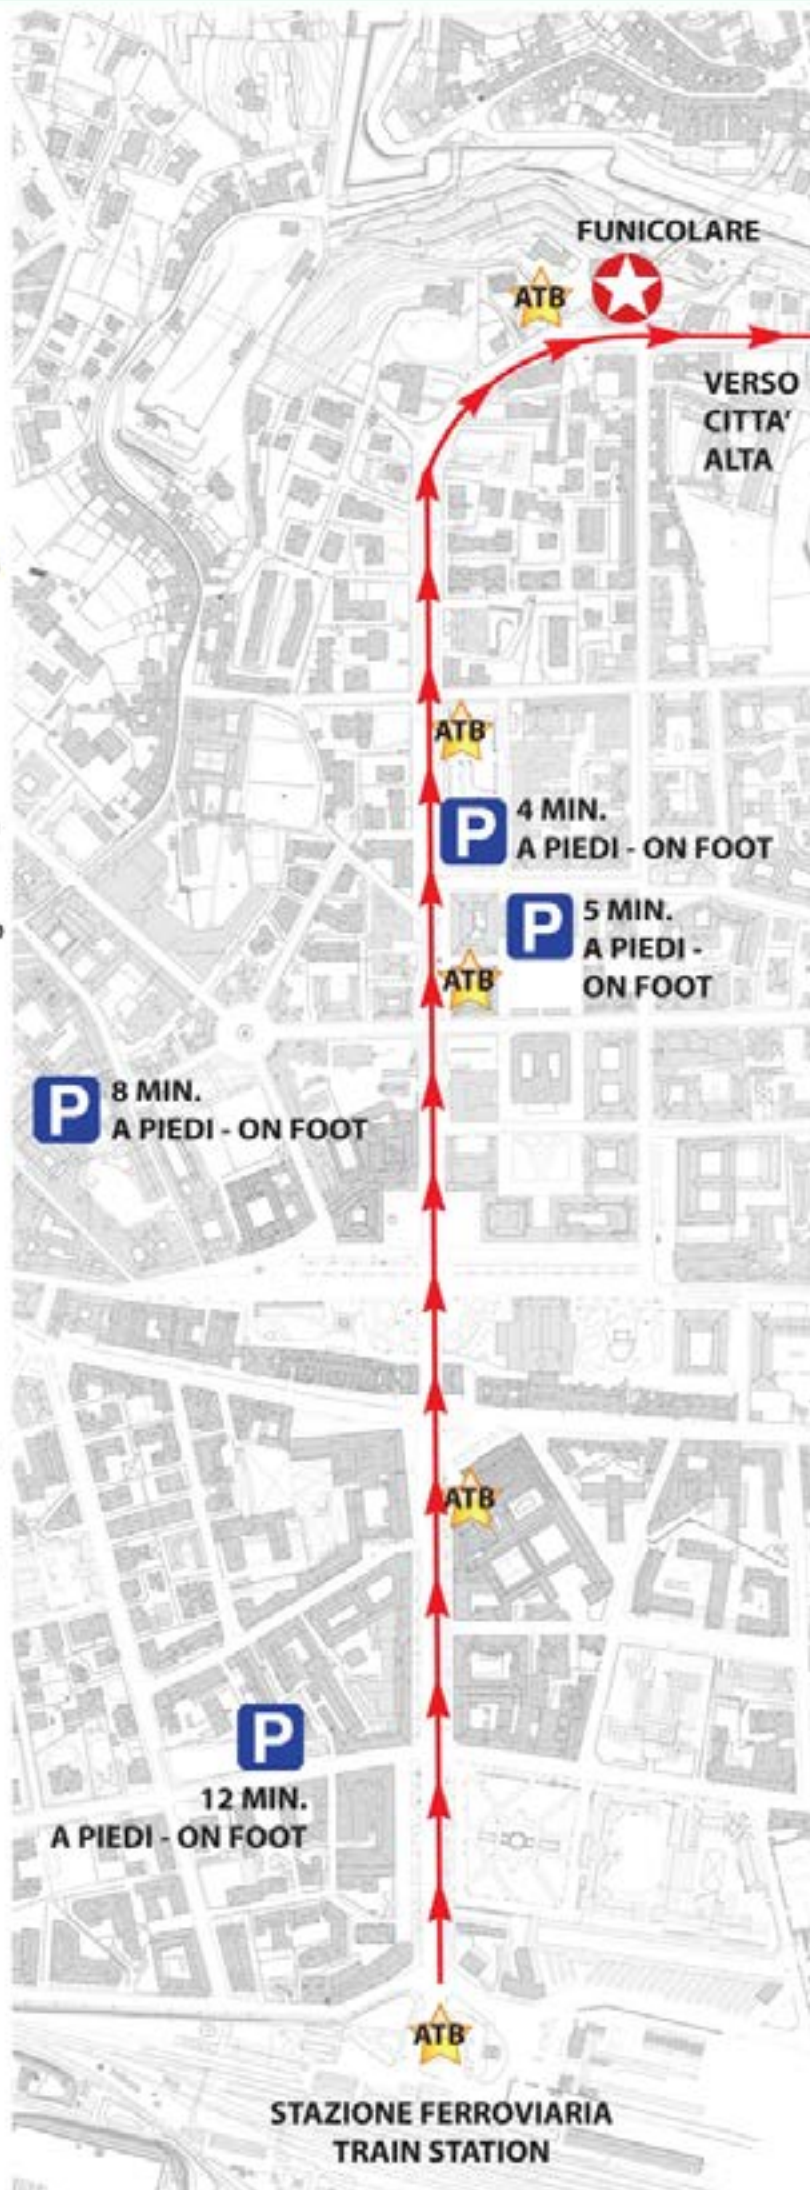 FUNICOLARE
ATB
VERSO
CITTA'
ALTA
ATB
P
4 MIN.
A PIEDI - ON FOOT
P
5 MIN.
A PIEDI -
ON FOOT
ATB
P
8 MIN.
A PIEDI - ON FOOT
ATB
P
12 MIN.
A PIEDI - ON FOOT
ATB
STAZIONE FERROVIARIA
TRAIN STATION